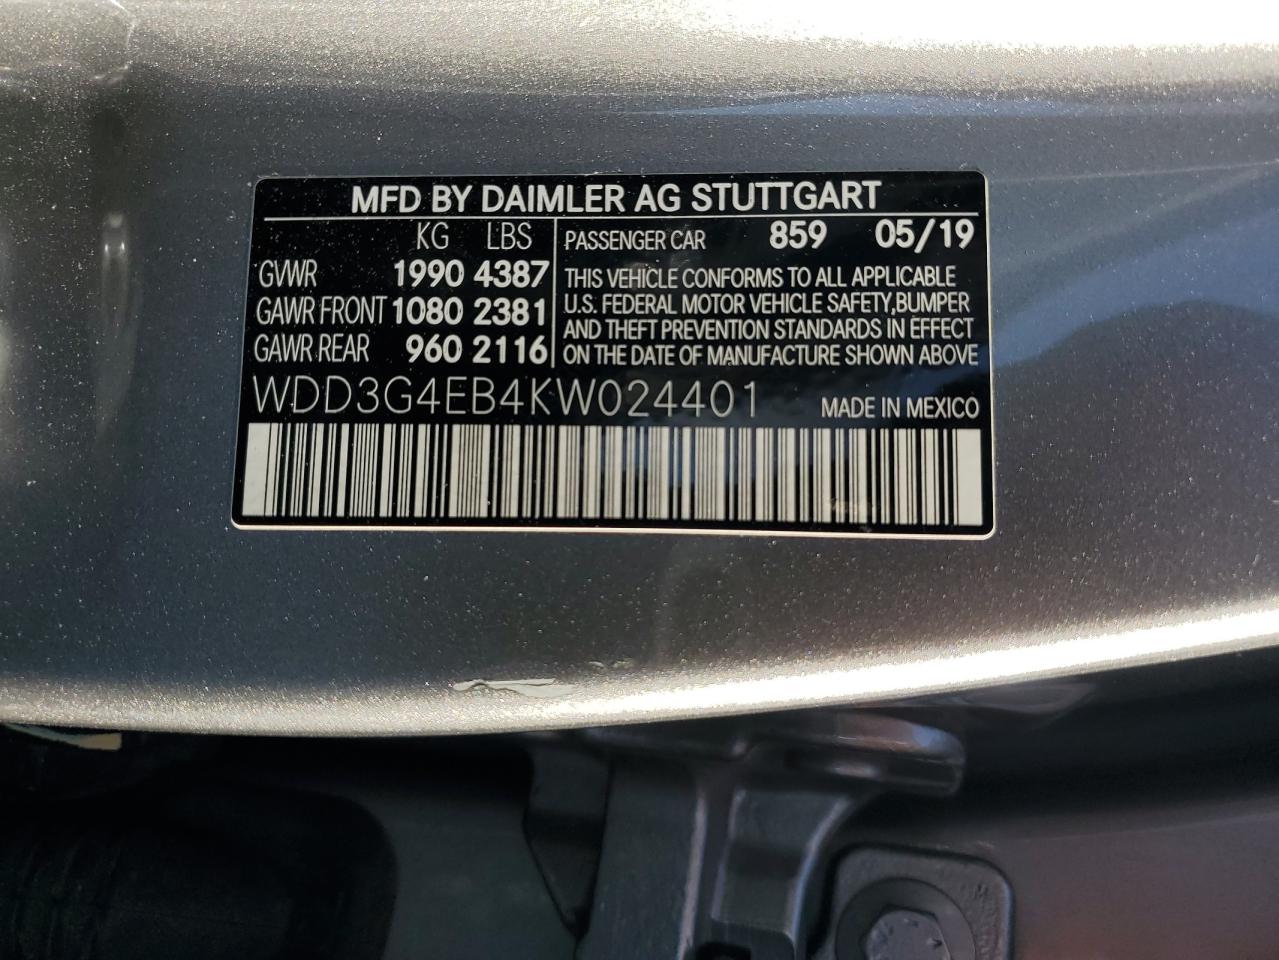 MFD BY DAIMLER AG STUTTGART
KG LBS
GVWR 1990 4387
GAWR FRONT 1080 2381
GAWR REAR 960 2116
PASSENGER CAR 859 05/19
THIS VEHICLE CONFORMS TO ALL APPLICABLE
U.S. FEDERAL MOTOR VEHICLE SAFETY,BUMPER
AND THEFT PREVENTION STANDARDS IN EFFECT
ON THE DATE OF MANUFACTURE SHOWN ABOVE
WDD3G4EB4KW024401 MADE IN MEXICO